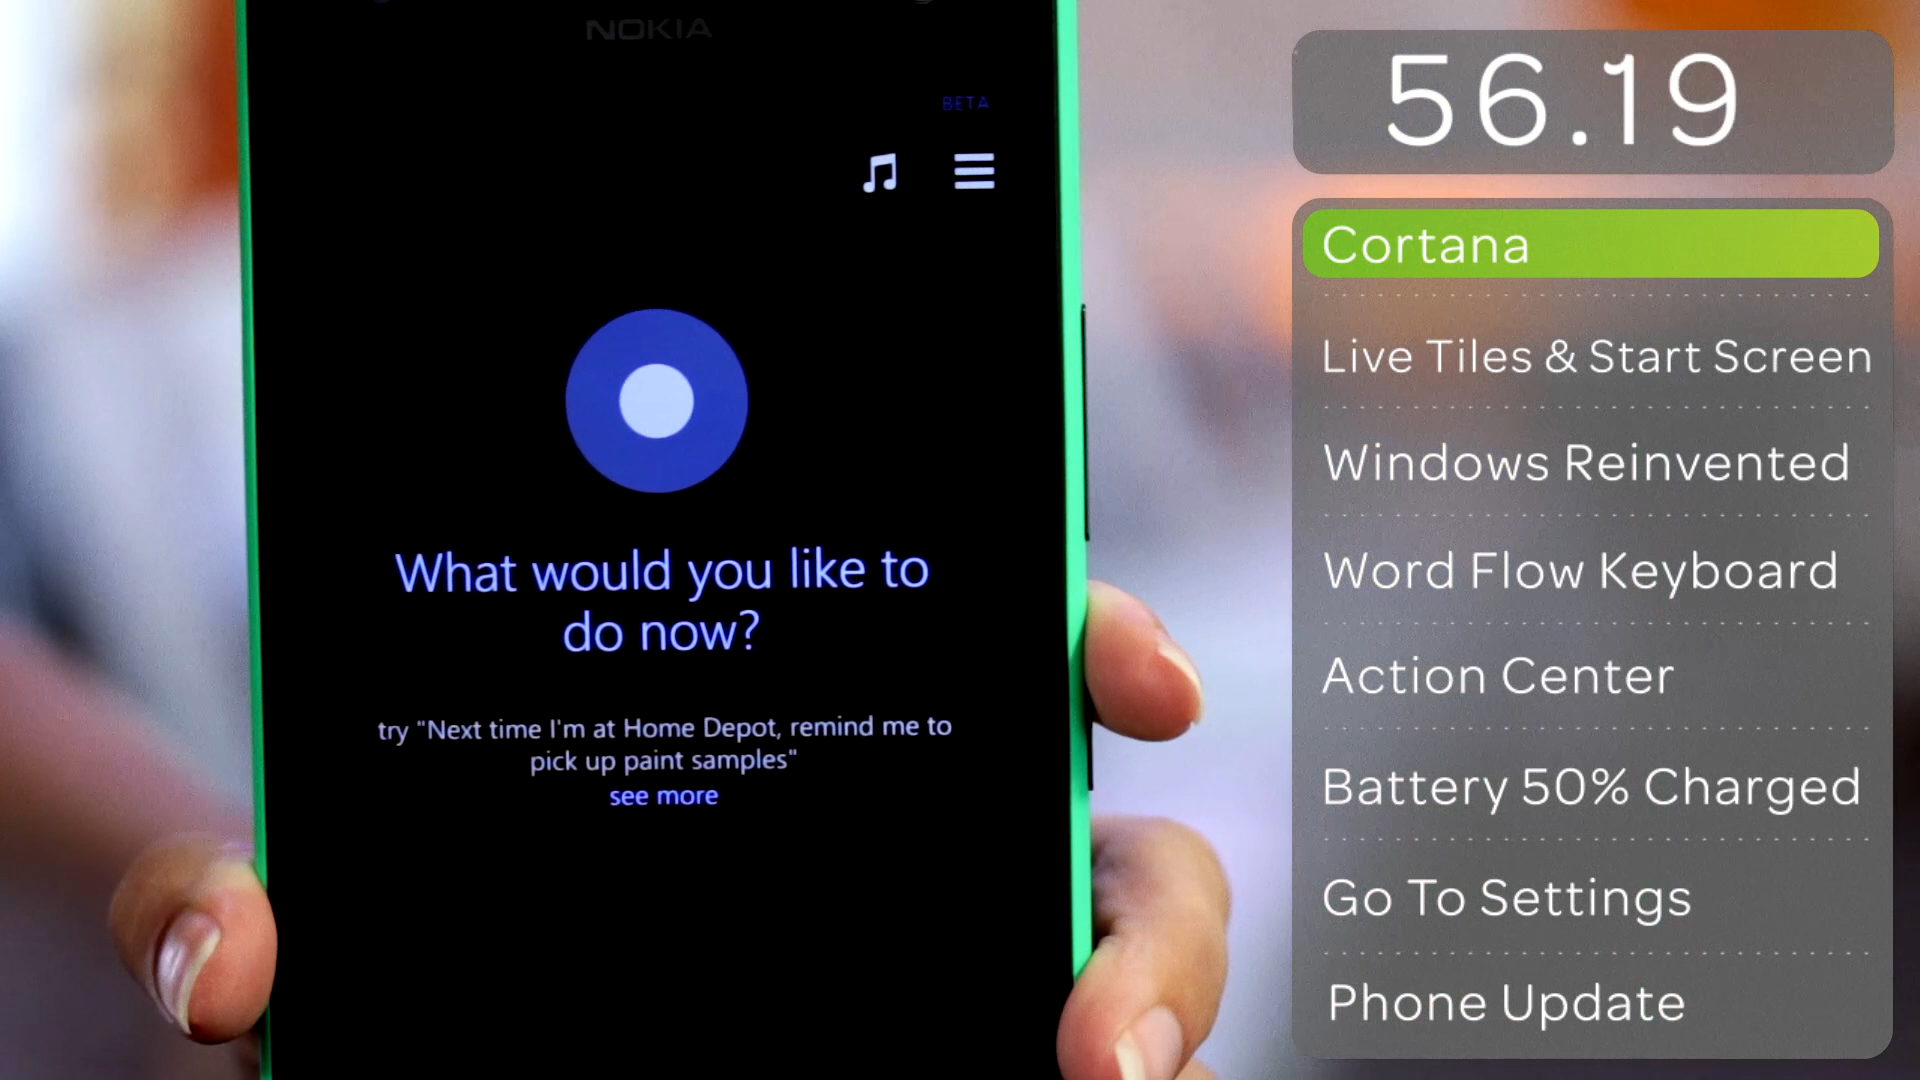 NOKIA
BETA
What would you like to
do now?
try "Next time I'm at Home Depot, remind me to
pick up paint samples"
see more
56.19
Cortana
Live Tiles & Start Screen
Windows Reinvented
Word Flow Keyboard
Action Center
Battery 50% Charged
Go To Settings
Phone Update